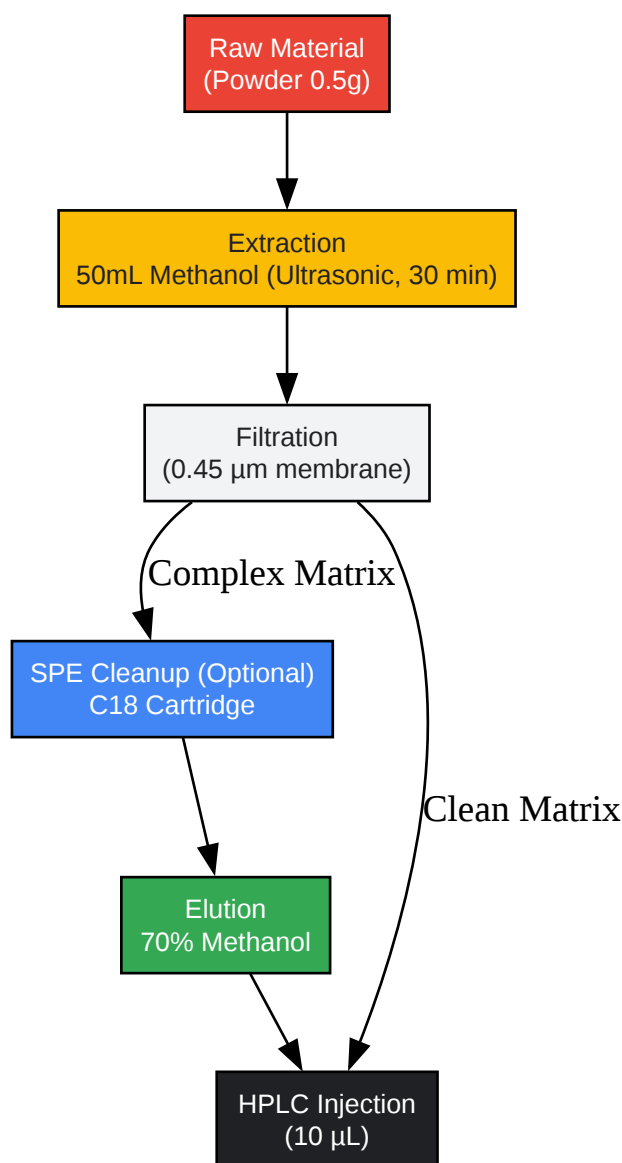 Raw Material
(Powder 0.5g)
Extraction
50mL Methanol (Ultrasonic, 30 min)
Filtration
(0.45 µm membrane)
Complex Matrix
SPE Cleanup (Optional)
C18 Cartridge
Clean Matrix
Elution
70% Methanol
HPLC Injection
(10 µL)